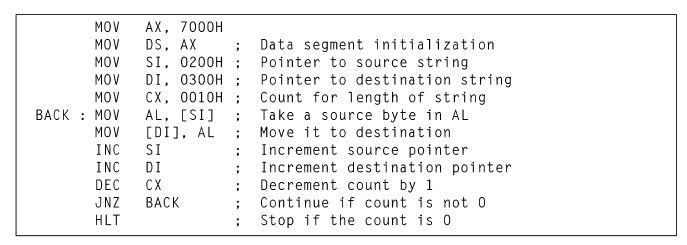 MOV AX, 7000H
MOV DS, AX ; Data segment initialization
MOV SI, 0200H ; Pointer to source string
MOV DI, 0300H ; Pointer to destination string
MOV CX, 0010H ; Count for length of string
BACK : MOV AL, [SI] ; Take a source byte in AL
MOV [DI], AL ; Move it to destination
INC SI ; Increment source pointer
INC DI ; Increment destination pointer
DEC CX ; Decrement count by 1
JNZ BACK ; Continue if count is not 0
HLT ; Stop if the count is 0